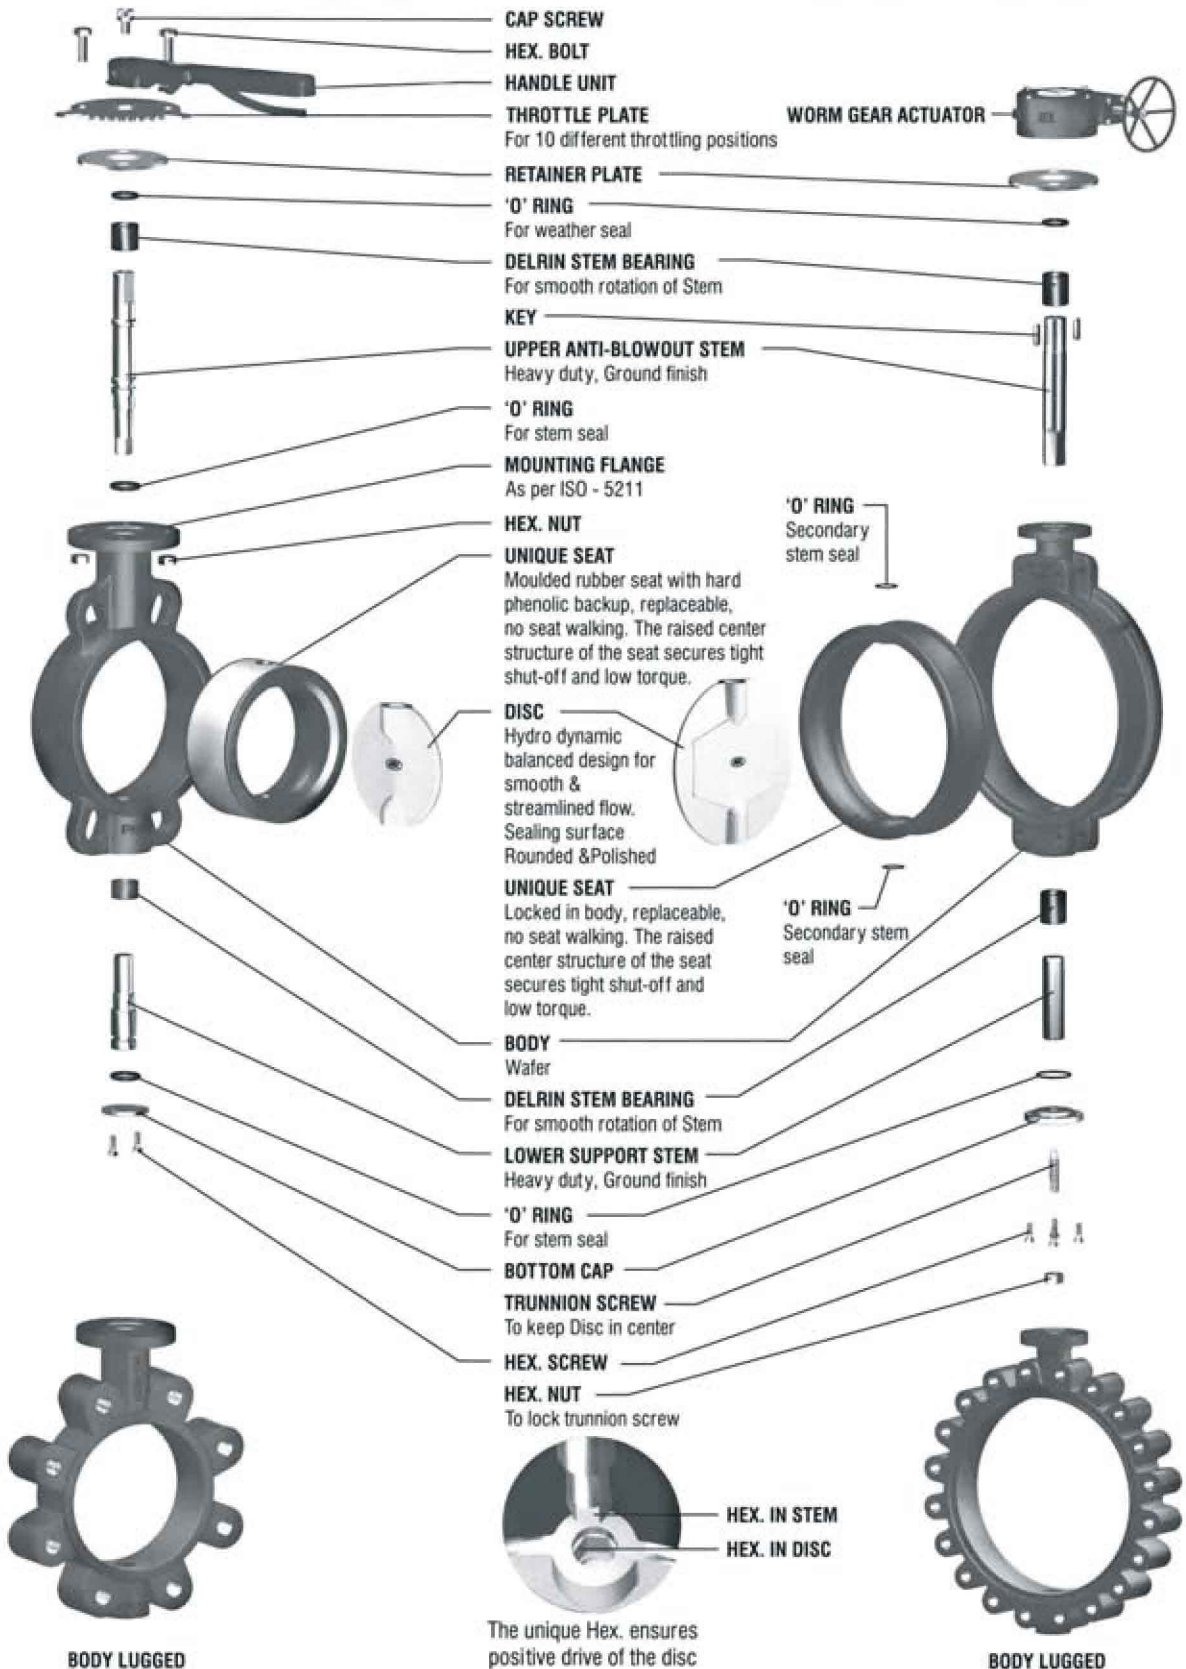 CAP SCREW
HEX. BOLT
HANDLE UNIT
THROTTLE PLATE
For 10 different throttling positions
WORM GEAR ACTUATOR
RETAINER PLATE
'O' RING
For weather seal
DELRIN STEM BEARING
For smooth rotation of Stem
KEY
UPPER ANTI-BLOWOUT STEM
Heavy duty, Ground finish
'O' RING
For stem seal
MOUNTING FLANGE
As per ISO - 5211
HEX. NUT
'O' RING
Secondary
stem seal
UNIQUE SEAT
Moulded rubber seat with hard
phenolic backup, replaceable,
no seat walking. The raised center
structure of the seat secures tight
shut-off and low torque.
DISC
Hydro dynamic
balanced design for
smooth &
streamlined flow.
Sealing surface
Rounded &Polished
UNIQUE SEAT
Locked in body, replaceable,
no seat walking. The raised
center structure of the seat
secures tight shut-off and
low torque.
'O' RING
Secondary stem
seal
BODY
Wafer
DELRIN STEM BEARING
For smooth rotation of Stem
LOWER SUPPORT STEM
Heavy duty, Ground finish
'O' RING
For stem seal
BOTTOM CAP
TRUNNION SCREW
To keep Disc in center
HEX. SCREW
HEX. NUT
To lock trunnion screw
HEX. IN STEM
HEX. IN DISC
The unique Hex. ensures
positive drive of the disc
BODY LUGGED
BODY LUGGED